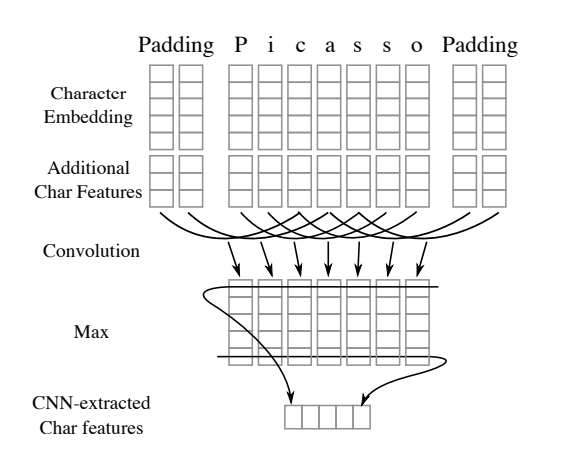 Padding P i c a s s o Padding
Character
Embedding
Additional
Char Features
Convolution
Max
CNN-extracted
Char features